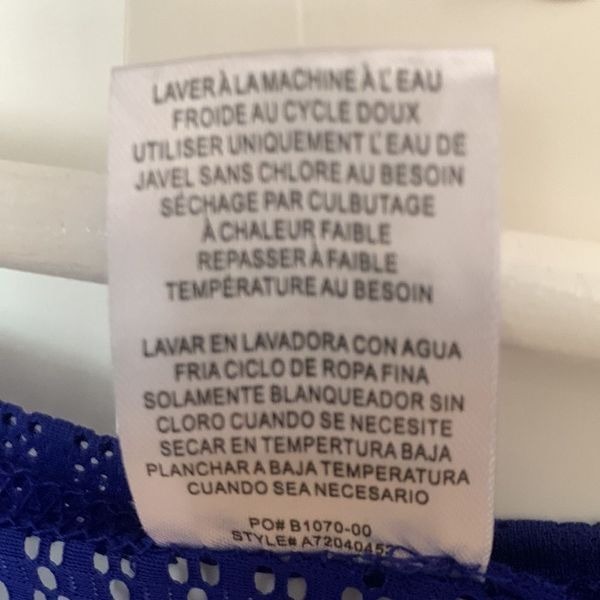 LAVER À LA MACHINE À L'EAU
FROIDE AU CYCLE DOUX
UTILISER UNIQUEMENT L'EAU DE
JAVEL SANS CHLORE AU BESOIN
SÉCHAGE PAR CULBUTAGE
À CHALEUR FAIBLE
REPASSER À FAIBLE
TEMPÉRATURE AU BESOIN
LAVAR EN LAVADORA CON AGUA
FRIA CICLO DE ROPA FINA
SOLAMENTE BLANQUEADOR SIN
CLORO CUANDO SE NECESITE
SECAR EN TEMPERTURA BAJA
PLANCHAR A BAJA TEMPERATURA
CUANDO SEA NECESARIO
PO# B1070-00
STYLE#